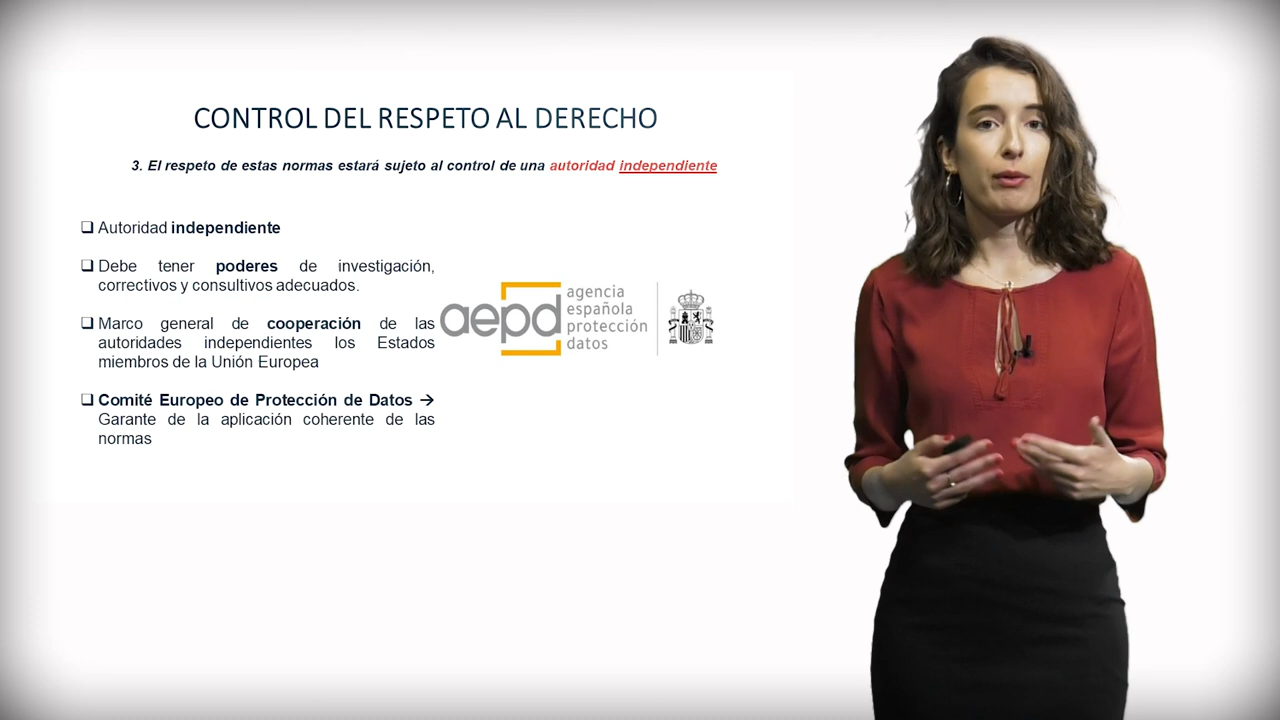 CONTROL DEL RESPETO AL DERECHO
3. El respeto de estas normas estará sujeto al control de una autoridad independiente
❑ Autoridad independiente
❑ Debe tener poderes de investigación,
correctivos y consultivos adecuados.
❑ Marco general de cooperación de las
autoridades independientes los Estados
miembros de la Unión Europea
❑ Comité Europeo de Protección de Datos →
Garante de la aplicación coherente de las
normas
aepd
agencia
española
protección
datos